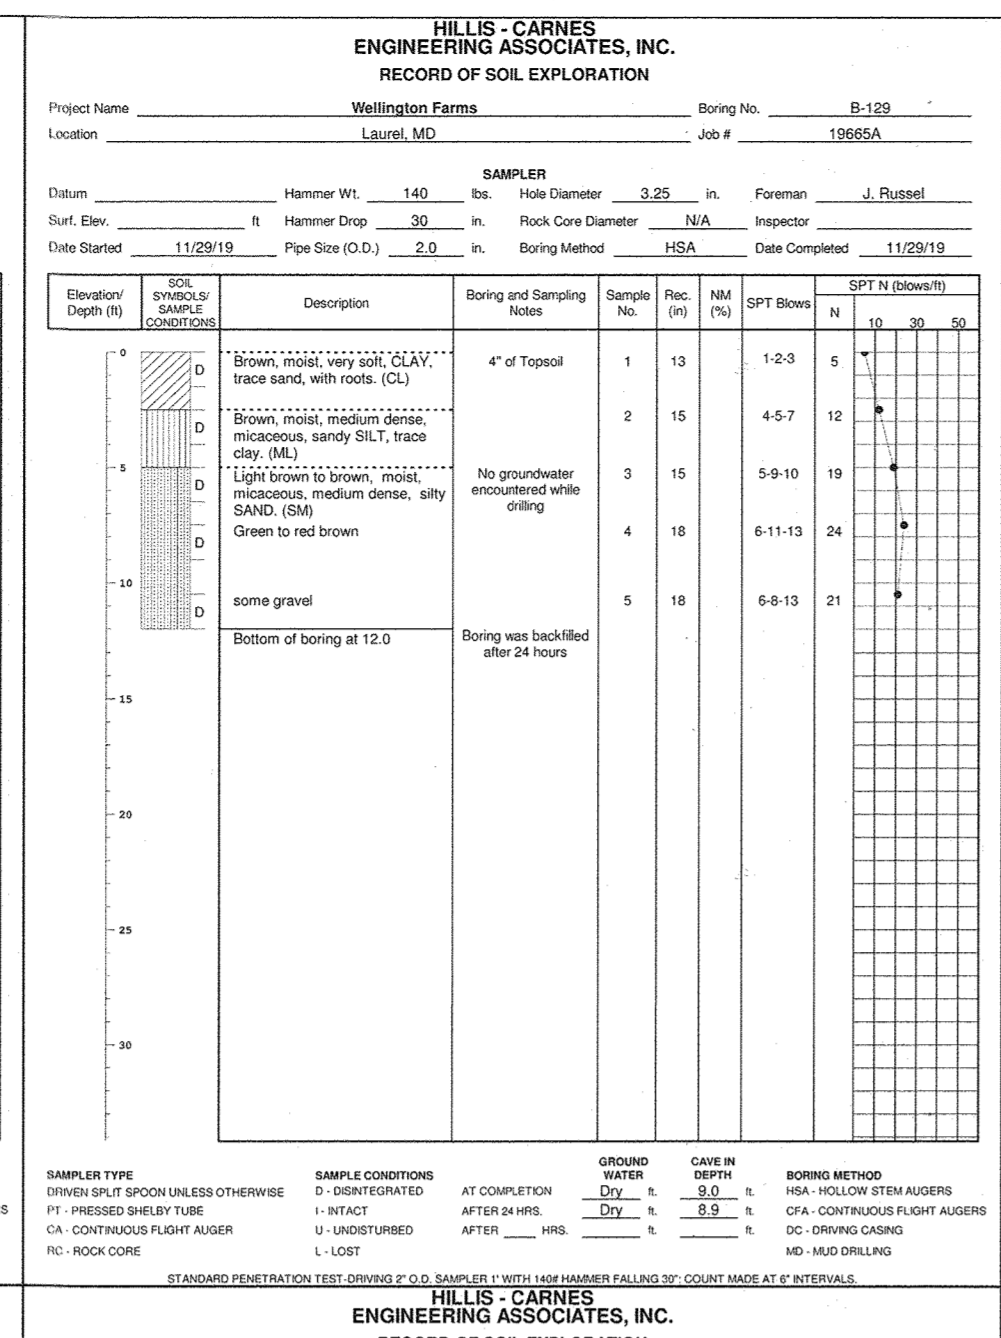 HILLIS - CARNES
ENGINEERING ASSOCIATES, INC.
RECORD OF SOIL EXPLORATION
Project Name Wellington Farms Boring No. B-129
Location Laurel, MD Job # 19665A
SAMPLER
Datum Hammer Wt. 140 lbs. Hole Diameter 3.25 in. Foreman J. Russel
Surf. Elev. ft Hammer Drop 30 in. Rock Core Diameter N/A Inspector
Date Started 11/29/19 Pipe Size (O.D.) 2.0 in. Boring Method HSA Date Completed 11/29/19
Elevation/ Depth (ft) SOIL SYMBOLS/ SAMPLE CONDITIONS Description Boring and Sampling Notes Sample No. Rec. (in) NM (%) SPT Blows N SPT N (blows/ft)
10 30 50
0 D Brown, moist, very soft, CLAY, 4" of Topsoil 1 13 1-2-3 5
trace sand, with roots. (CL)
D Brown, moist, medium dense, 2 15 4-5-7 12
micaceous, sandy SILT, trace
clay. (ML)
5 D Light brown to brown, moist, No groundwater 3 15 5-9-10 19
micaceous, medium dense, silty encountered while
SAND. (SM) drilling
D Green to red brown 4 18 6-11-13 24
10
D some gravel 5 18 6-8-13 21
Bottom of boring at 12.0 Boring was backfilled
after 24 hours
15
20
25
30
GROUND CAVE IN
SAMPLER TYPE SAMPLE CONDITIONS WATER DEPTH BORING METHOD
DRIVEN SPLIT SPOON UNLESS OTHERWISE D - DISINTEGRATED AT COMPLETION Dry ft. 9.0 ft. HSA - HOLLOW STEM AUGERS
S PT - PRESSED SHELBY TUBE I - INTACT AFTER 24 HRS. Dry ft. 8.9 ft. CFA - CONTINUOUS FLIGHT AUGERS
CA - CONTINUOUS FLIGHT AUGER U - UNDISTURBED AFTER HRS. ft. ft. DC - DRIVING CASING
RC - ROCK CORE L - LOST MD - MUD DRILLING
STANDARD PENETRATION TEST-DRIVING 2" O.D. SAMPLER 1' WITH 140# HAMMER FALLING 30": COUNT MADE AT 6" INTERVALS.
HILLIS - CARNES
ENGINEERING ASSOCIATES, INC.